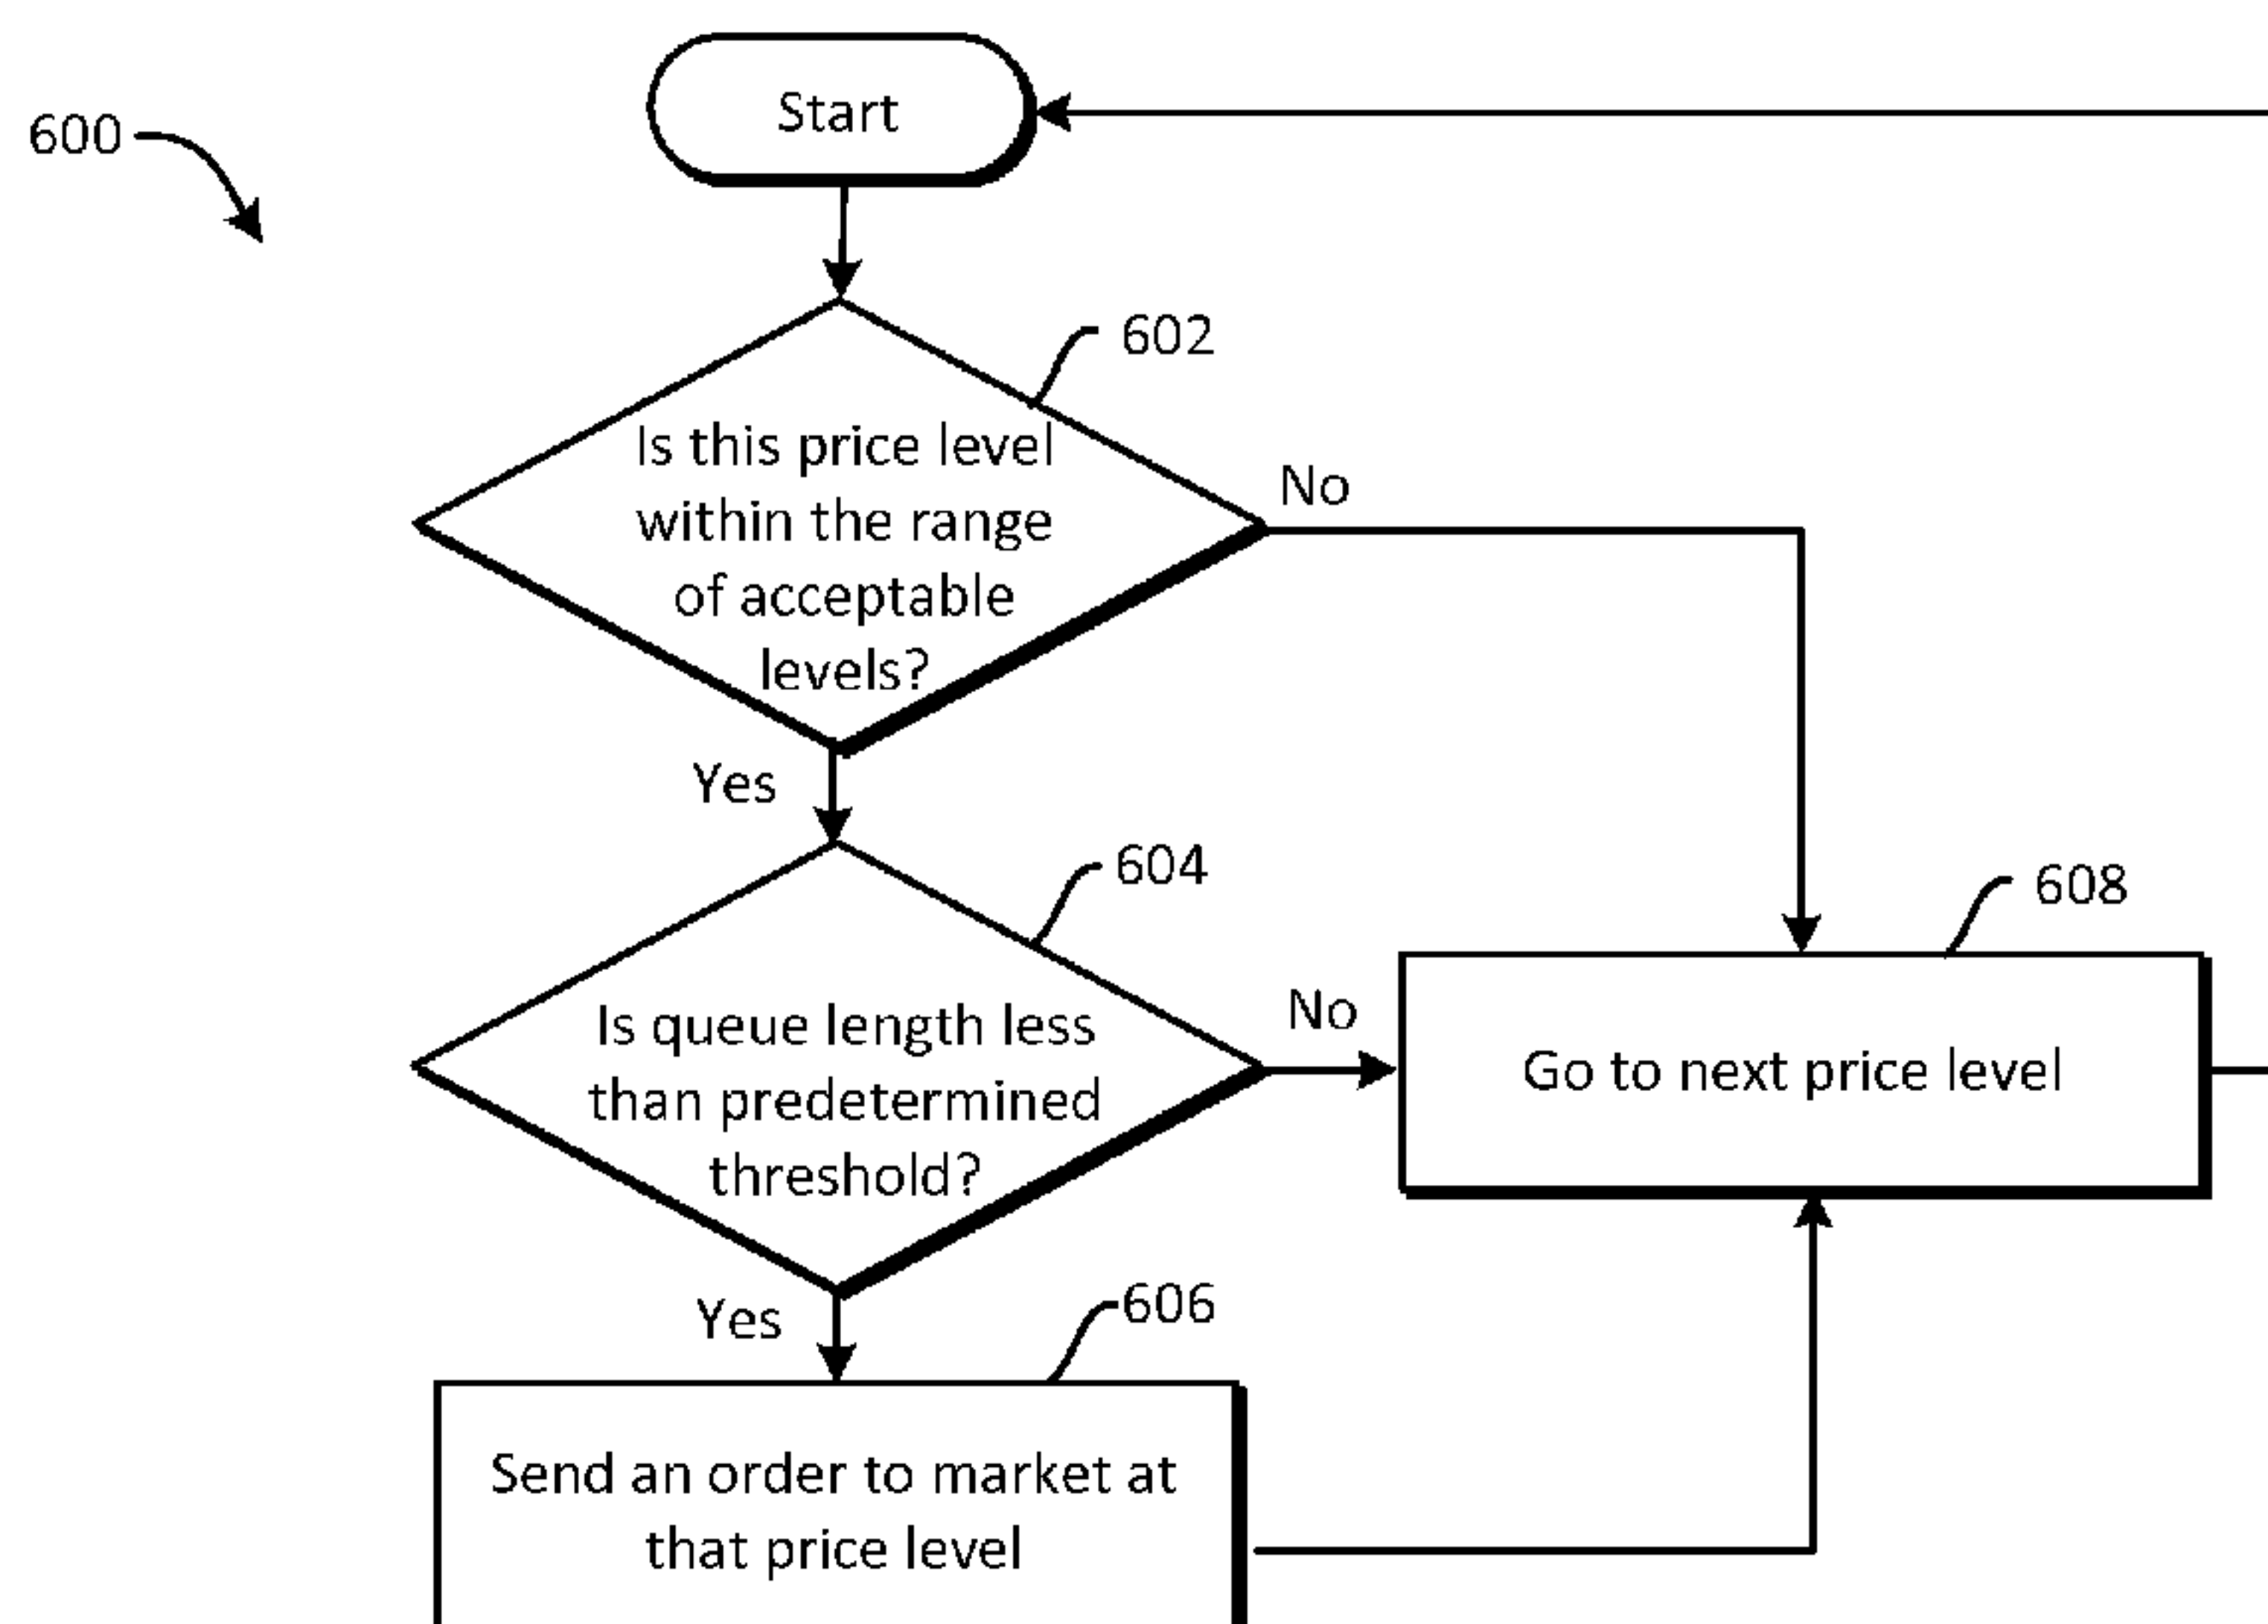 Start
600
602
Is this price level
within the range
of acceptable
levels?
No
Yes
604
608
Is queue length less
than predetermined
threshold?
No
Go to next price level
Yes
606
Send an order to market at
that price level